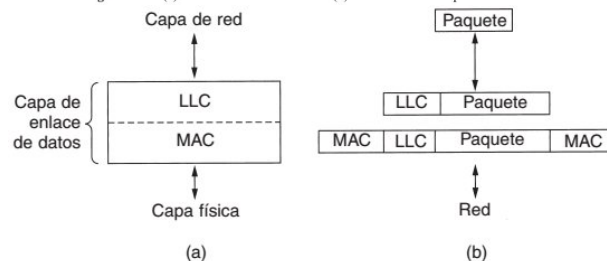 Capa de red
Paquete
Capa de
enlace
de datos
LLC
MAC
LLC Paquete
MAC LLC Paquete MAC
Capa física
Red
(a)
(b)